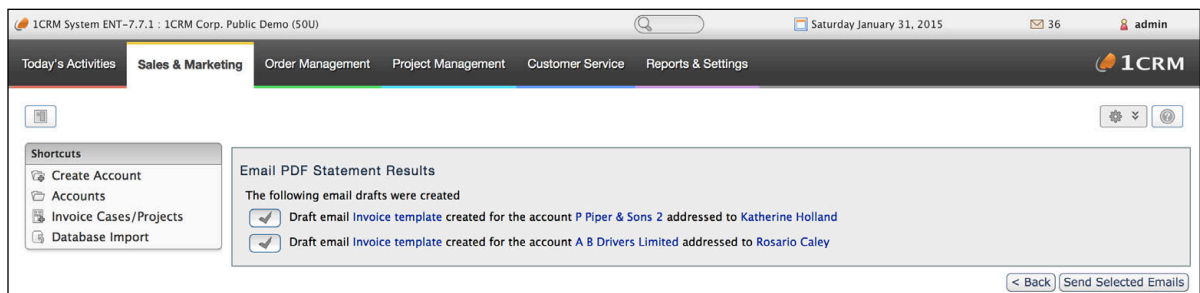 1CRM System ENT-7.7.1 : 1CRM Corp. Public Demo (50U) Saturday January 31, 2015 36 admin
Today's Activities Sales & Marketing Order Management Project Management Customer Service Reports & Settings 1CRM
Shortcuts
Create Account
Accounts
Invoice Cases/Projects
Database Import
Email PDF Statement Results
The following email drafts were created
Draft email Invoice template created for the account P Piper & Sons 2 addressed to Katherine Holland
Draft email Invoice template created for the account A B Drivers Limited addressed to Rosario Caley
< Back Send Selected Emails